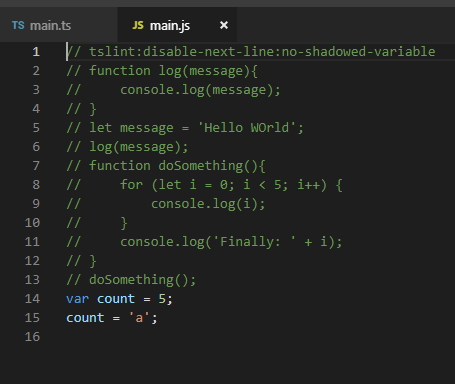 TS main.ts JS main.js ×
1 // tslint:disable-next-line:no-shadowed-variable
2 // function log(message){
3 //     console.log(message);
4 // }
5 // let message = 'Hello WOrld';
6 // log(message);
7 // function doSomething(){
8 //     for (let i = 0; i < 5; i++) {
9 //         console.log(i);
10 //     }
11 //     console.log('Finally: ' + i);
12 // }
13 // doSomething();
14 var count = 5;
15 count = 'a';
16